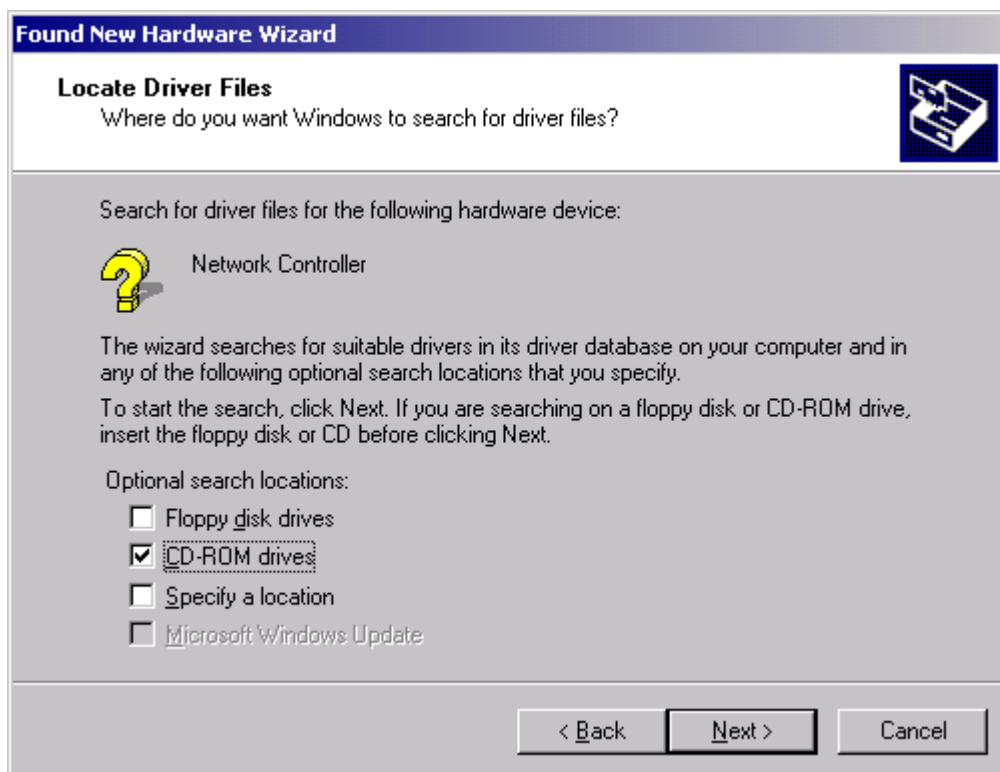 Found New Hardware Wizard
Locate Driver Files
Where do you want Windows to search for driver files?
Search for driver files for the following hardware device:
Network Controller
The wizard searches for suitable drivers in its driver database on your computer and in
any of the following optional search locations that you specify.
To start the search, click Next. If you are searching on a floppy disk or CD-ROM drive,
insert the floppy disk or CD before clicking Next.
Optional search locations:
Floppy disk drives
CD-ROM drives
Specify a location
Microsoft Windows Update
< Back Next > Cancel